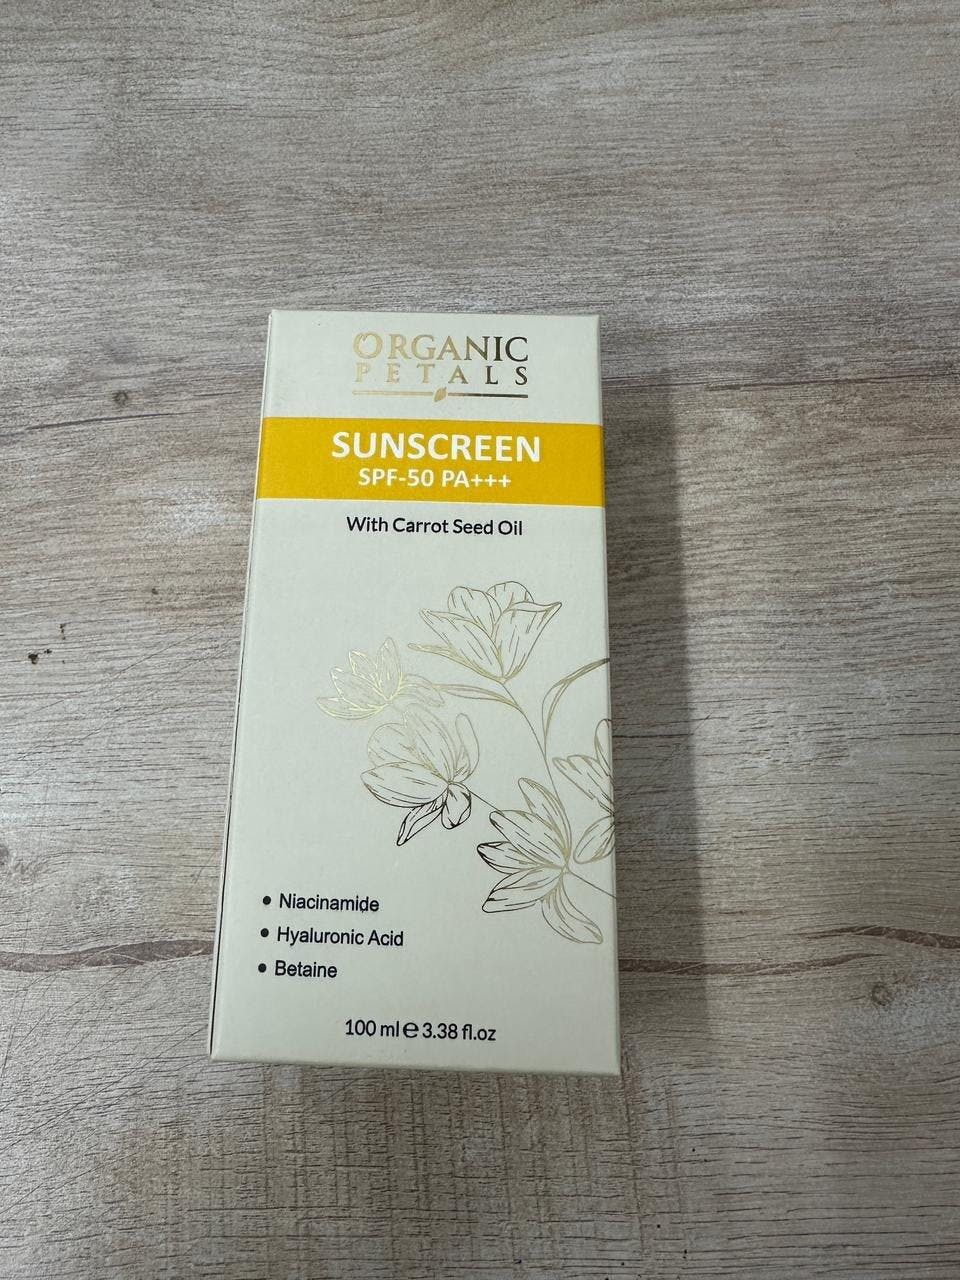 ORGANIC
PETALS
SUNSCREEN
SPF-50 PA+++
With Carrot Seed Oil
• Niacinamide
• Hyaluronic Acid
• Betaine
100 ml ℮ 3.38 fl.oz